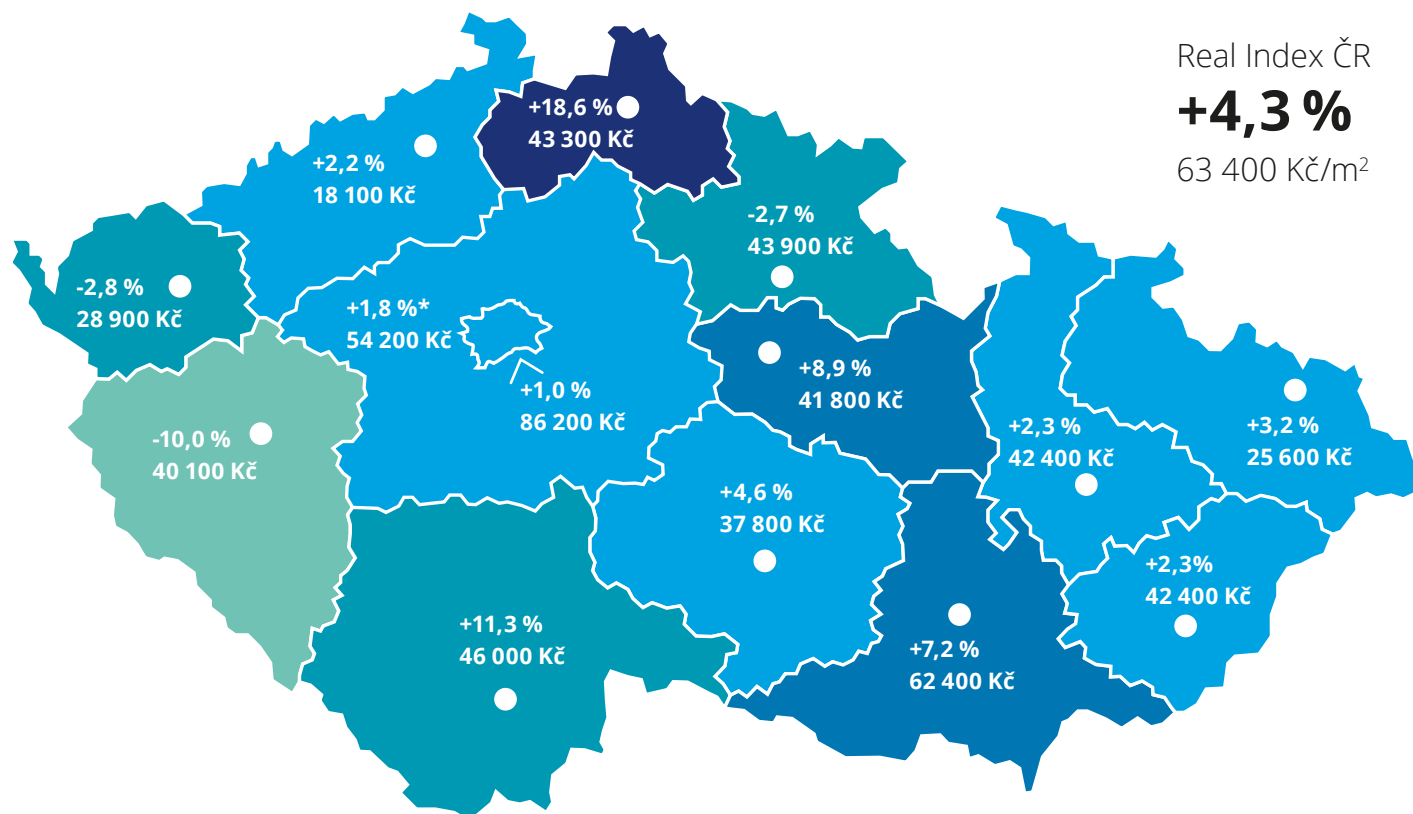 Real Index ČR
+4,3 %
63 400 Kč/m²
+18,6 %
43 300 Kč
+2,2 %
18 100 Kč
-2,7 %
43 900 Kč
-2,8 %
28 900 Kč
+1,8 %*
54 200 Kč
+1,0 %
86 200 Kč
+8,9 %
41 800 Kč
-10,0 %
40 100 Kč
+2,3 %
42 400 Kč
+3,2 %
25 600 Kč
+4,6 %
37 800 Kč
+2,3%
42 400 Kč
+11,3 %
46 000 Kč
+7,2 %
62 400 Kč